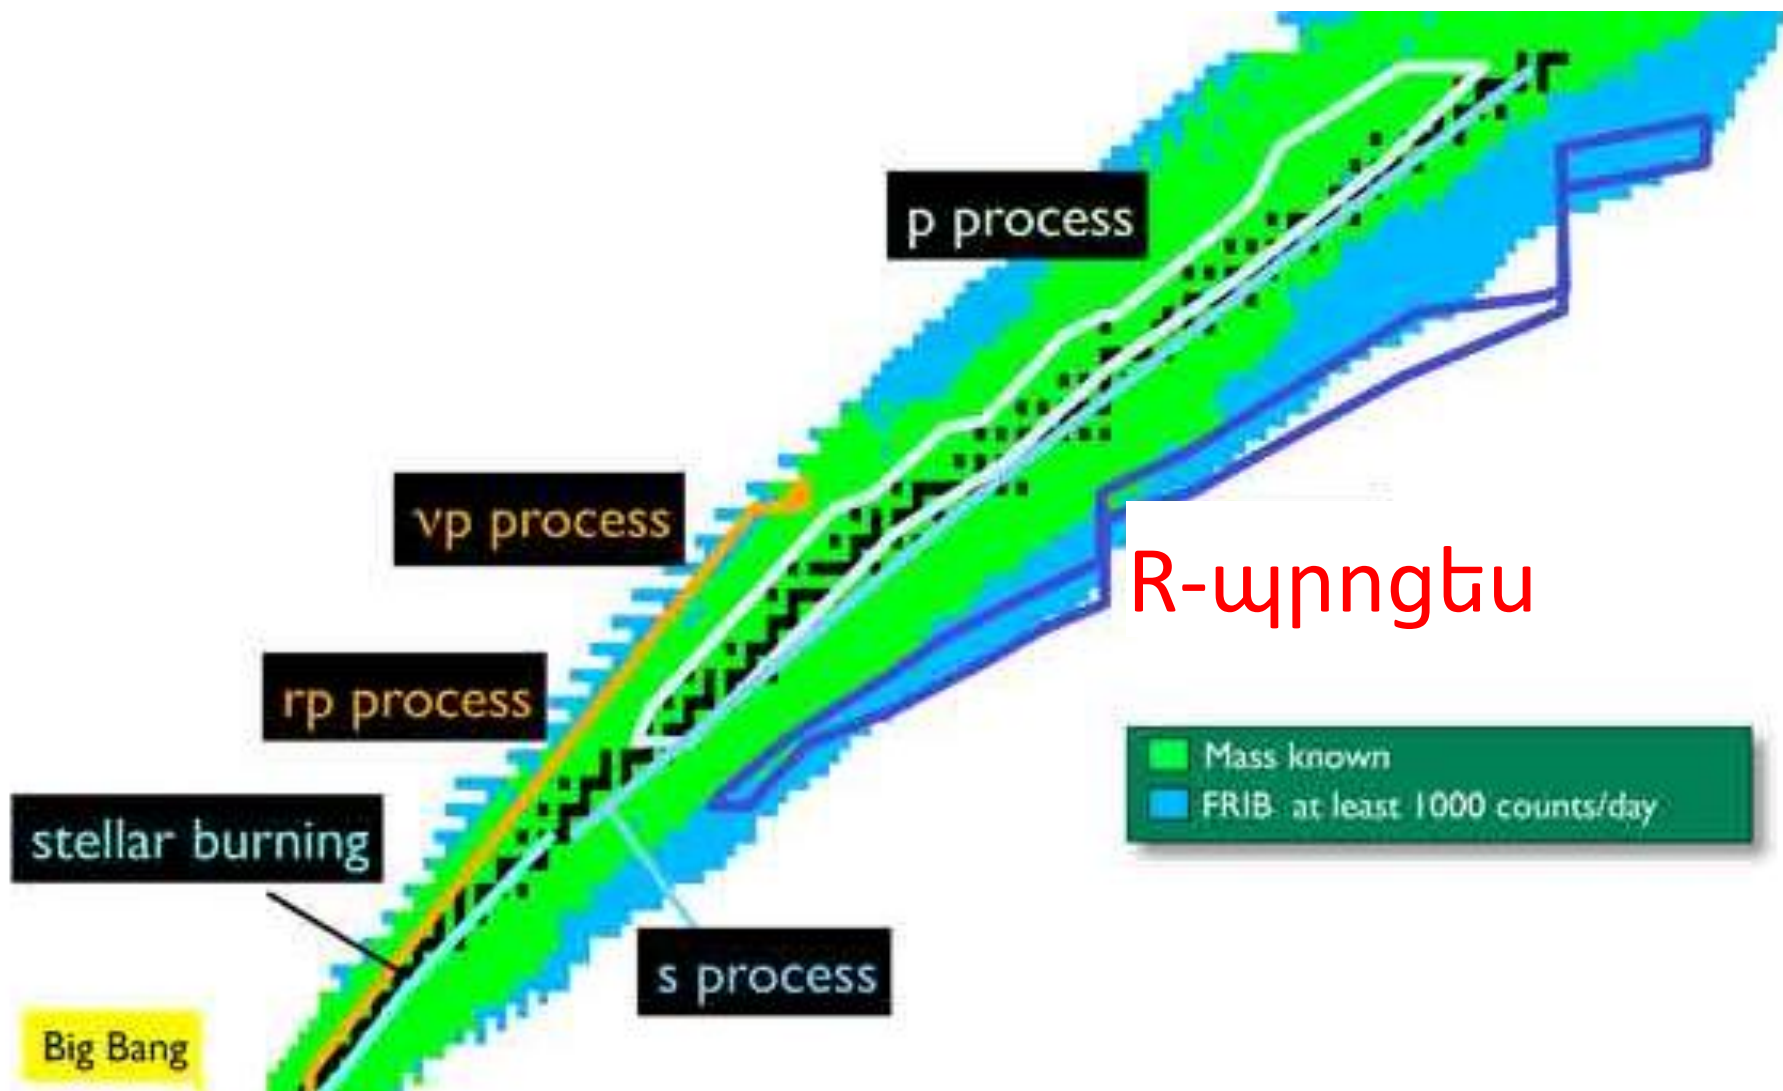 p process
νp process
R-պրոցես
rp process
Mass known
FRIB at least 1000 counts/day
stellar burning
s process
Big Bang